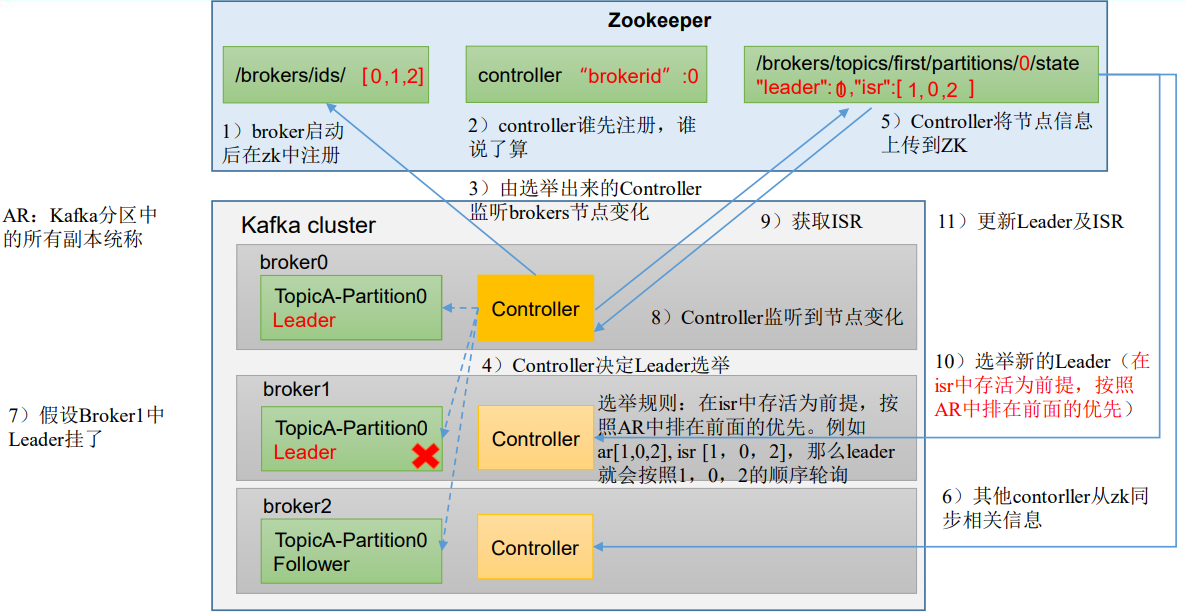 Zookeeper
/brokers/ids/ [0,1,2]
controller “brokerid”:0
/brokers/topics/first/partitions/0/state
"leader": ,"isr":[ 1,0,2 ]
1）broker启动
后在zk中注册
2）controller谁先注册，谁
说了算
5）Controller将节点信息
上传到ZK
3）由选举出来的Controller
监听brokers节点变化
AR：Kafka分区中
的所有副本统称
Kafka cluster
9）获取ISR
11）更新Leader及ISR
broker0
TopicA-Partition0
Leader
Controller
8）Controller监听到节点变化
4）Controller决定Leader选举
10）选举新的Leader（在
isr中存活为前提，按照
AR中排在前面的优先）
7）假设Broker1中
Leader挂了
broker1
TopicA-Partition0
Leader
Controller
选举规则：在isr中存活为前提，按
照AR中排在前面的优先。例如
ar[1,0,2], isr [1，0，2]，那么leader
就会按照1，0，2的顺序轮询
broker2
TopicA-Partition0
Follower
Controller
6）其他contorller从zk同
步相关信息